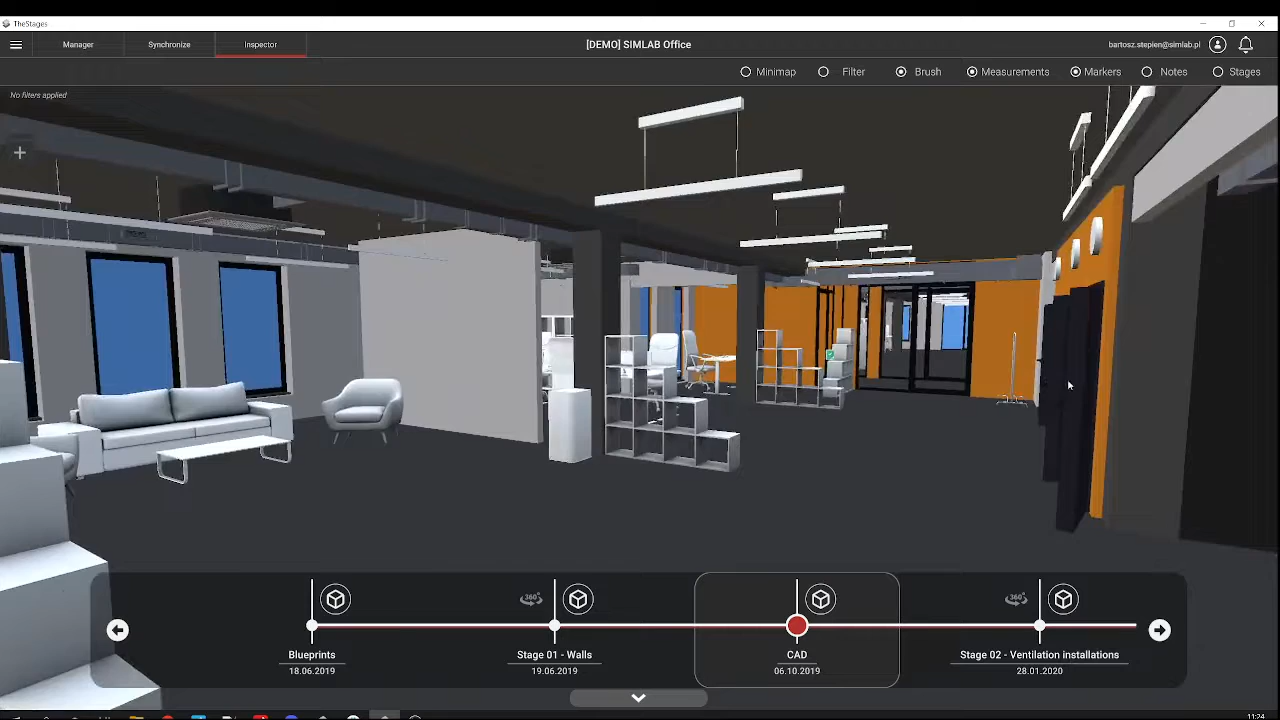 TheStages
Manager Synchronize Inspector [DEMO] SIMLAB Office bartosz.stepien@simlab.pl
Minimap Filter Brush Measurements Markers Notes Stages
No filters applied
360°
360°
Blueprints
18.06.2019
Stage 01 - Walls
19.06.2019
CAD
06.10.2019
Stage 02 - Ventilation installations
28.01.2020
11:24